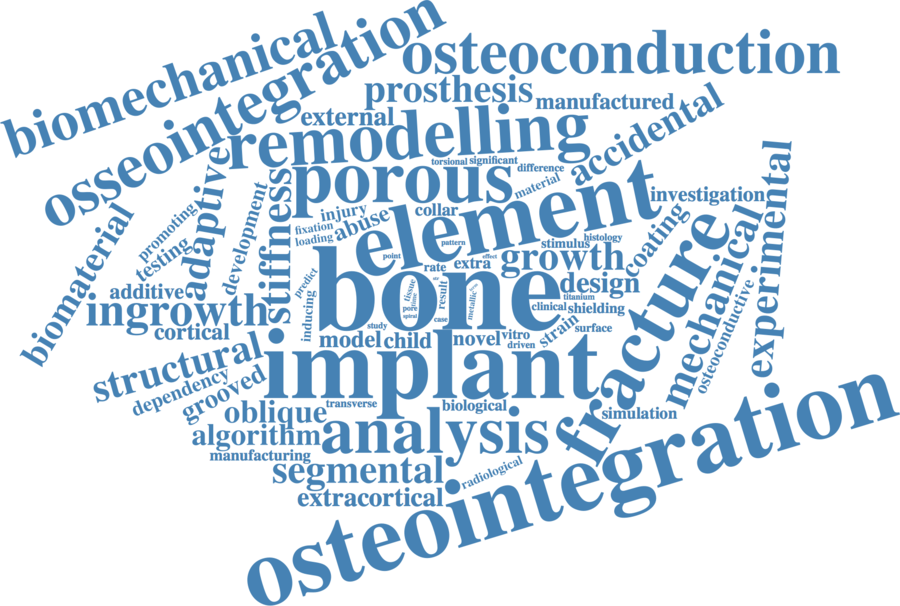 biomechanical
osseointegration
osteoconduction
prosthesis
manufactured
external
remodelling
accidental
torsional
significant
difference
porous
material
adaptive
stiffness
development
promoting
testing
biomaterial
injury
abuse
collar
fixation
loading
element
investigation
coating
experimental
pattern
stimulus
histology
point
effect
rate
extra
growth
fracture
mechanical
osteoconductive
additive
ingrowth
cortical
predict
inducing
bone
tissue
time
pore
spiral
result
case
metallic
design
titanium
clinical
shielding
strain
surface
study
model
child
novel
vitro
driven
structural
dependency
grooved
implant
transverse
biological
simulation
oblique
algorithm
manufacturing
analysis
segmental
radiological
extracortical
osteointegration